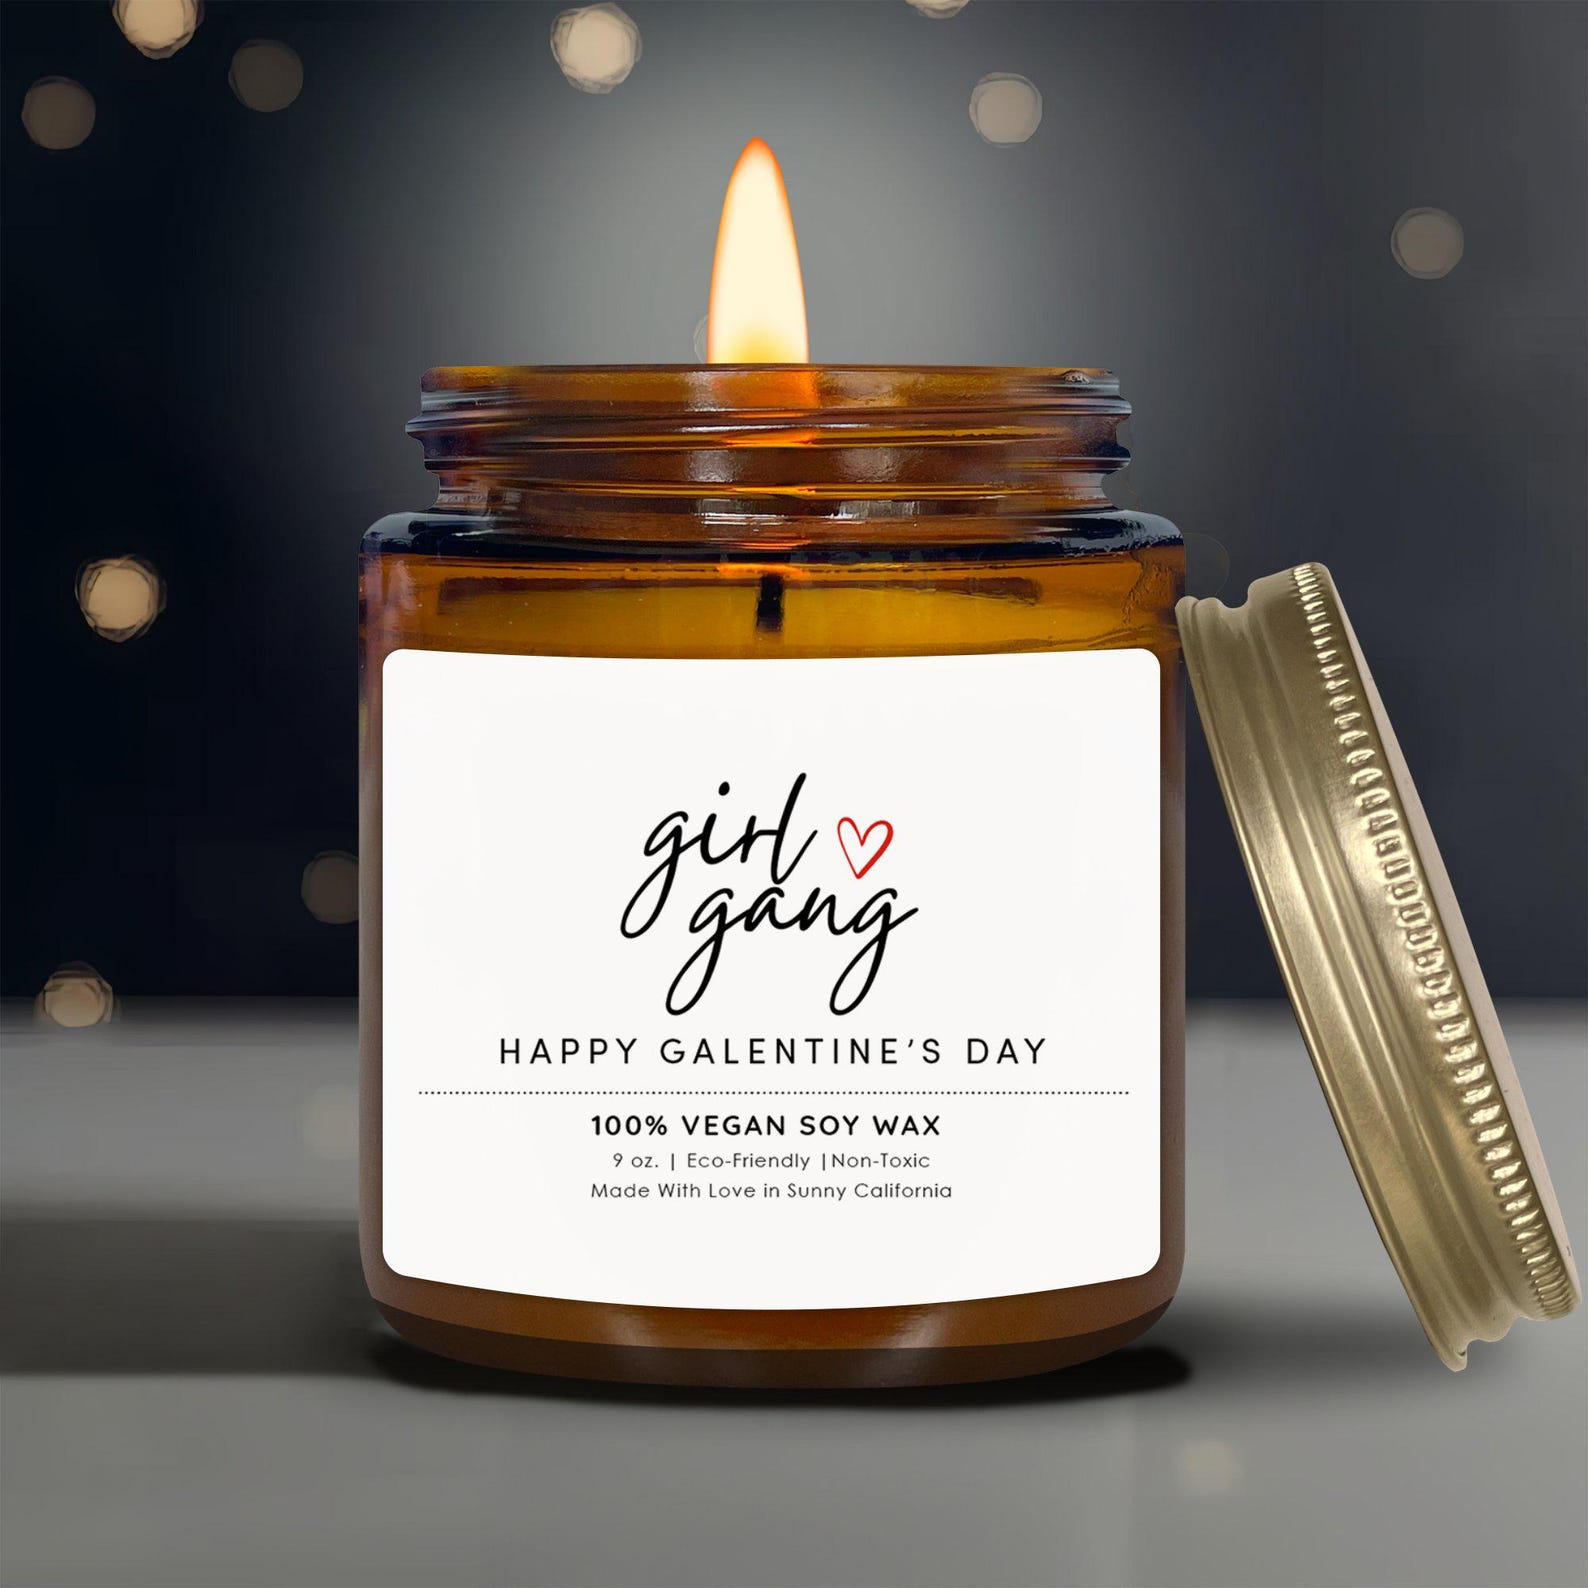 girl
gang
HAPPY GALENTINE'S DAY
100% VEGAN SOY WAX
9 oz. | Eco-Friendly |Non-Toxic
Made With Love in Sunny California